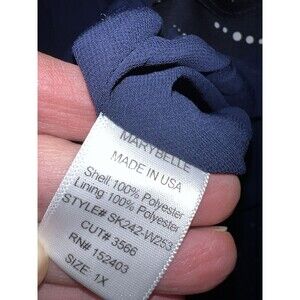 MARYBELLE
MADE IN USA
Shell 100% Polyester
Lining 100% Polyester
STYLE# SK242-W253
CUT# 3566
RN# 152403
SIZE: 1X